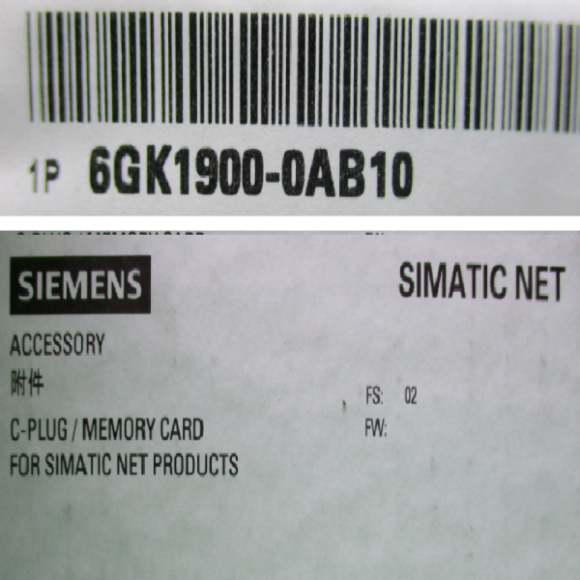 1P 6GK1900-0AB10
SIEMENS
SIMATIC NET
ACCESSORY
附件
FS: 02
C-PLUG / MEMORY CARD
FW:
FOR SIMATIC NET PRODUCTS